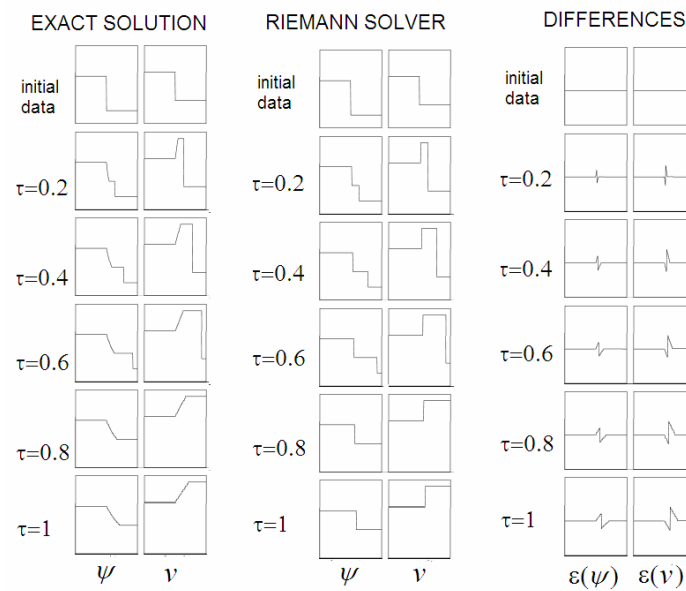 EXACT SOLUTION RIEMANN SOLVER DIFFERENCES
initial data initial data initial data
τ=0.2 τ=0.2 τ=0.2
τ=0.4 τ=0.4 τ=0.4
τ=0.6 τ=0.6 τ=0.6
τ=0.8 τ=0.8 τ=0.8
τ=1 τ=1 τ=1
ψ ν ψ ν ε(ψ) ε(ν)